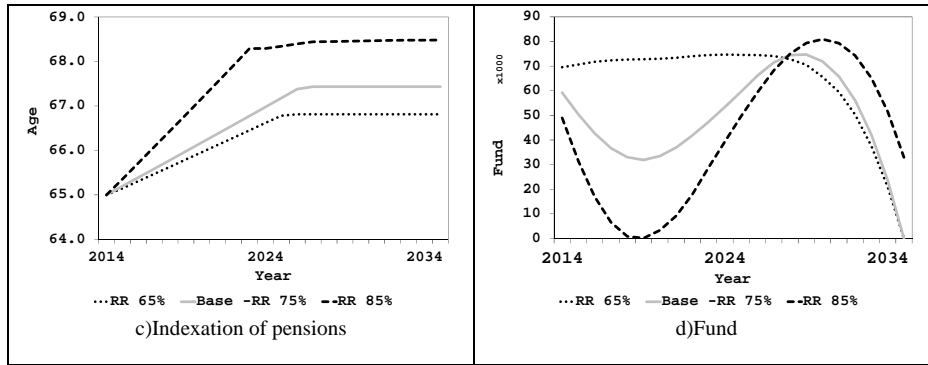 69.0
68.0
67.0
66.0
65.0
64.0
Age
2014 2024 2034
Year
RR 65% Base -RR 75% RR 85%
c)Indexation of pensions
90
80
70
60
50
40
30
20
10
0
x1000
Fund
2014 2024 2034
Year
RR 65% Base -RR 75% RR 85%
d)Fund